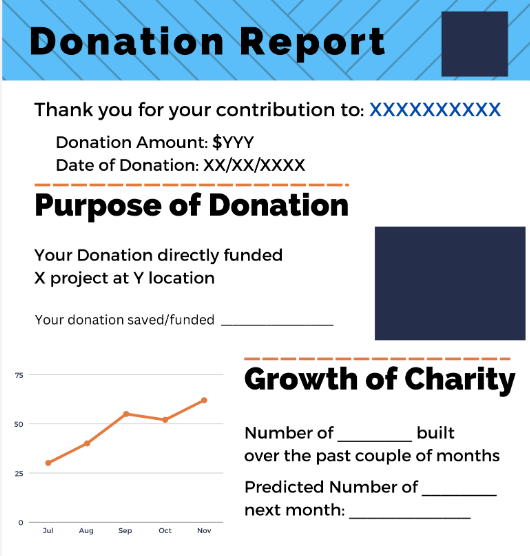 Donation Report
Thank you for your contribution to: XXXXXXXXXX
Donation Amount: $YYY
Date of Donation: XX/XX/XXXX
Purpose of Donation
Your Donation directly funded
X project at Y location
Your donation saved/funded ________________
Growth of Charity
Number of ________ built
over the past couple of months
Predicted Number of ________
next month: _____________
75
50
25
0
Jul Aug Sep Oct Nov